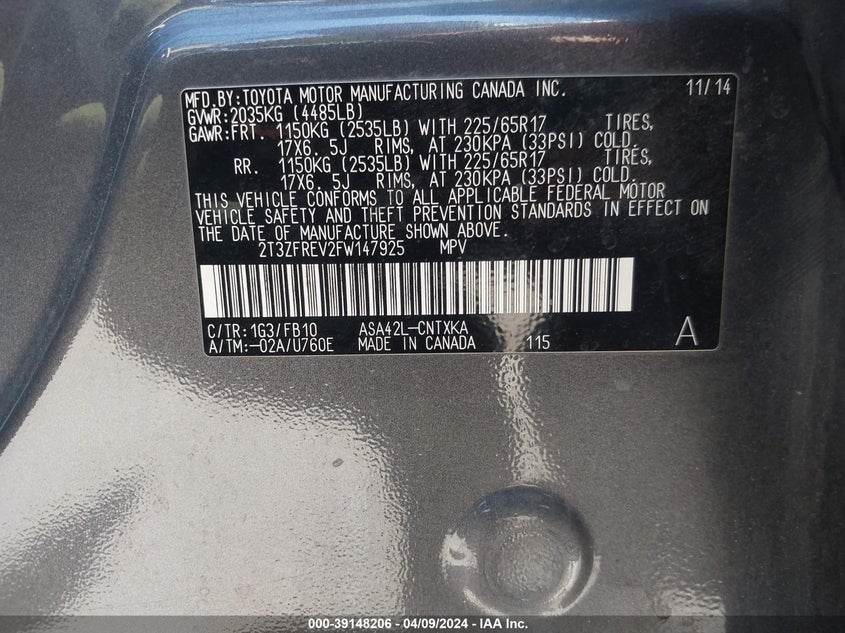 MFD.BY:TOYOTA MOTOR MANUFACTURING CANADA INC. 11/14
GVWR:2035KG (4485LB)
GAWR:FRT. 1150KG (2535LB) WITH 225/65R17 TIRES,
17X6.5J RIMS, AT 230KPA (33PSI) COLD.
RR. 1150KG (2535LB) WITH 225/65R17 TIRES,
17X6.5J RIMS, AT 230KPA (33PSI) COLD.
THIS VEHICLE CONFORMS TO ALL APPLICABLE FEDERAL MOTOR
VEHICLE SAFETY AND THEFT PREVENTION STANDARDS IN EFFECT ON
THE DATE OF MANUFACTURE SHOWN ABOVE.
2T3ZFREV2FW147925 MPV
C/TR:1G3/FB10 ASA42L-CNTXKA
A/TM:-02A/U760E MADE IN CANADA 115 A
000-39148206 - 04/09/2024 - IAA Inc.